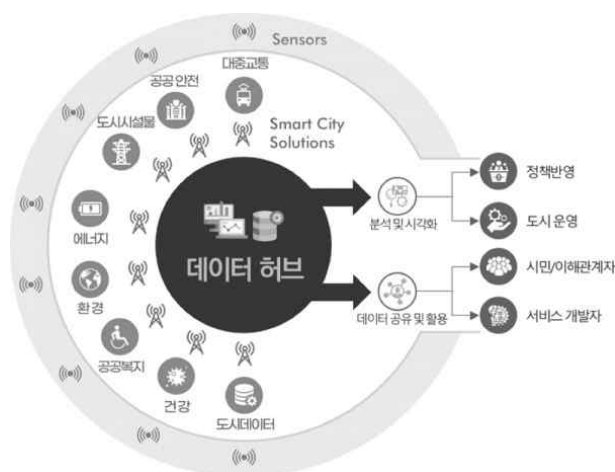 Sensors
대중교통
공공 안전
도시시설물
Smart City
Solutions
에너지
환경
공공복지
건강
도시데이터
데이터 허브
분석 및 시각화
데이터 공유 및 활용
정책반영
도시 운영
시민/이해관계자
서비스 개발자